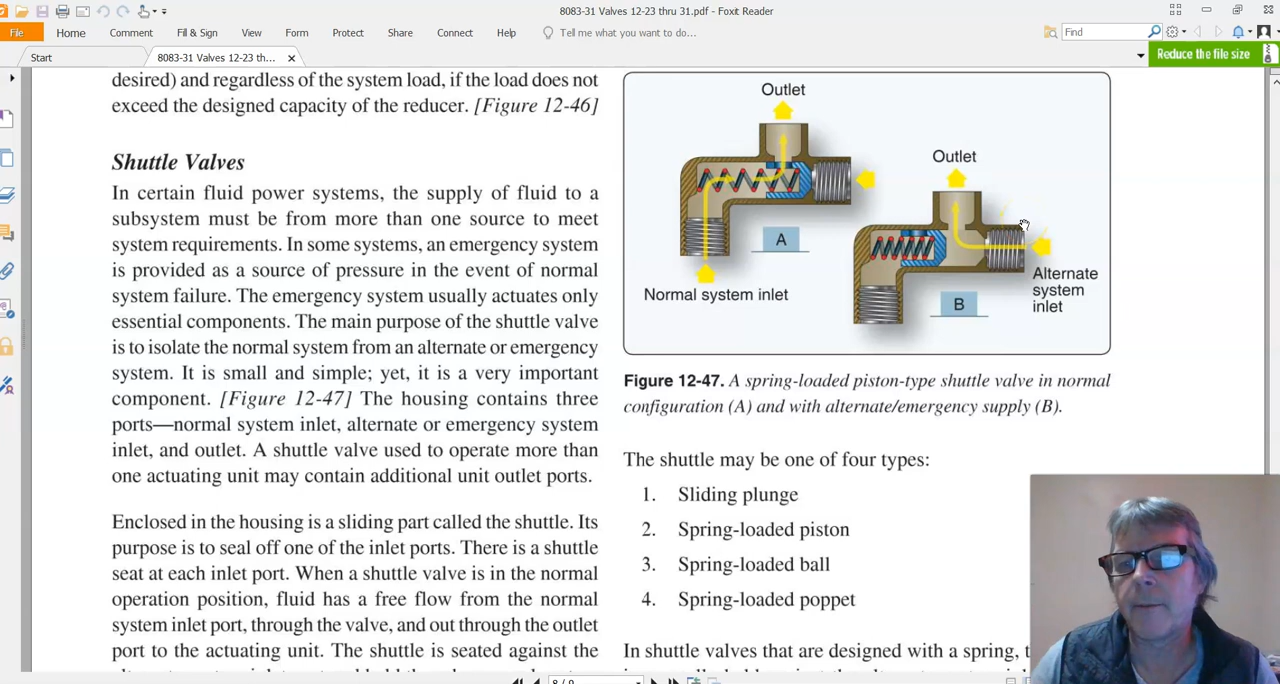 8083-31 Valves 12-23 thru 31.pdf - Foxit Reader
File Home Comment Fill & Sign View Form Protect Share Connect Help Tell me what you want to do... Find
Start 8083-31 Valves 12-23 th... Reduce the file size
desired) and regardless of the system load, if the load does not
exceed the designed capacity of the reducer. [Figure 12-46]
Shuttle Valves
In certain fluid power systems, the supply of fluid to a
subsystem must be from more than one source to meet
system requirements. In some systems, an emergency system
is provided as a source of pressure in the event of normal
system failure. The emergency system usually actuates only
essential components. The main purpose of the shuttle valve
is to isolate the normal system from an alternate or emergency
system. It is small and simple; yet, it is a very important
component. [Figure 12-47] The housing contains three
ports—normal system inlet, alternate or emergency system
inlet, and outlet. A shuttle valve used to operate more than
one actuating unit may contain additional unit outlet ports.
Enclosed in the housing is a sliding part called the shuttle. Its
purpose is to seal off one of the inlet ports. There is a shuttle
seat at each inlet port. When a shuttle valve is in the normal
operation position, fluid has a free flow from the normal
system inlet port, through the valve, and out through the outlet
port to the actuating unit. The shuttle is seated against the
Outlet
A
Normal system inlet
Outlet
B
Alternate
system
inlet
Figure 12-47. A spring-loaded piston-type shuttle valve in normal
configuration (A) and with alternate/emergency supply (B).
The shuttle may be one of four types:
1. Sliding plunge
2. Spring-loaded piston
3. Spring-loaded ball
4. Spring-loaded poppet
In shuttle valves that are designed with a spring,
8 / 9